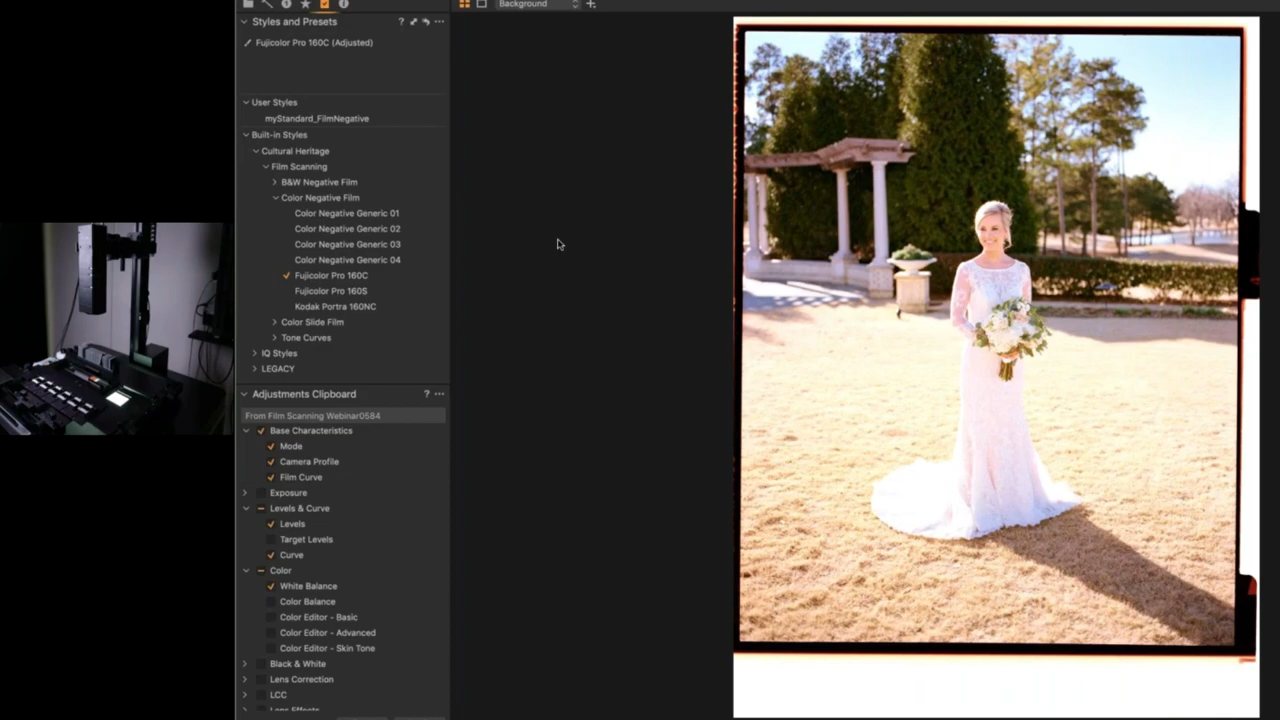 Background
Styles and Presets
?
Fujicolor Pro 160C (Adjusted)
User Styles
myStandard_FilmNegative
Built-in Styles
Cultural Heritage
Film Scanning
B&W Negative Film
Color Negative Film
Color Negative Generic 01
Color Negative Generic 02
Color Negative Generic 03
Color Negative Generic 04
Fujicolor Pro 160C
Fujicolor Pro 160S
Kodak Portra 160NC
Color Slide Film
Tone Curves
IQ Styles
LEGACY
Adjustments Clipboard
?
From Film Scanning Webinar0584
Base Characteristics
Mode
Camera Profile
Film Curve
Exposure
Levels & Curve
Levels
Target Levels
Curve
Color
White Balance
Color Balance
Color Editor - Basic
Color Editor - Advanced
Color Editor - Skin Tone
Black & White
Lens Correction
LCC
Lens Effects